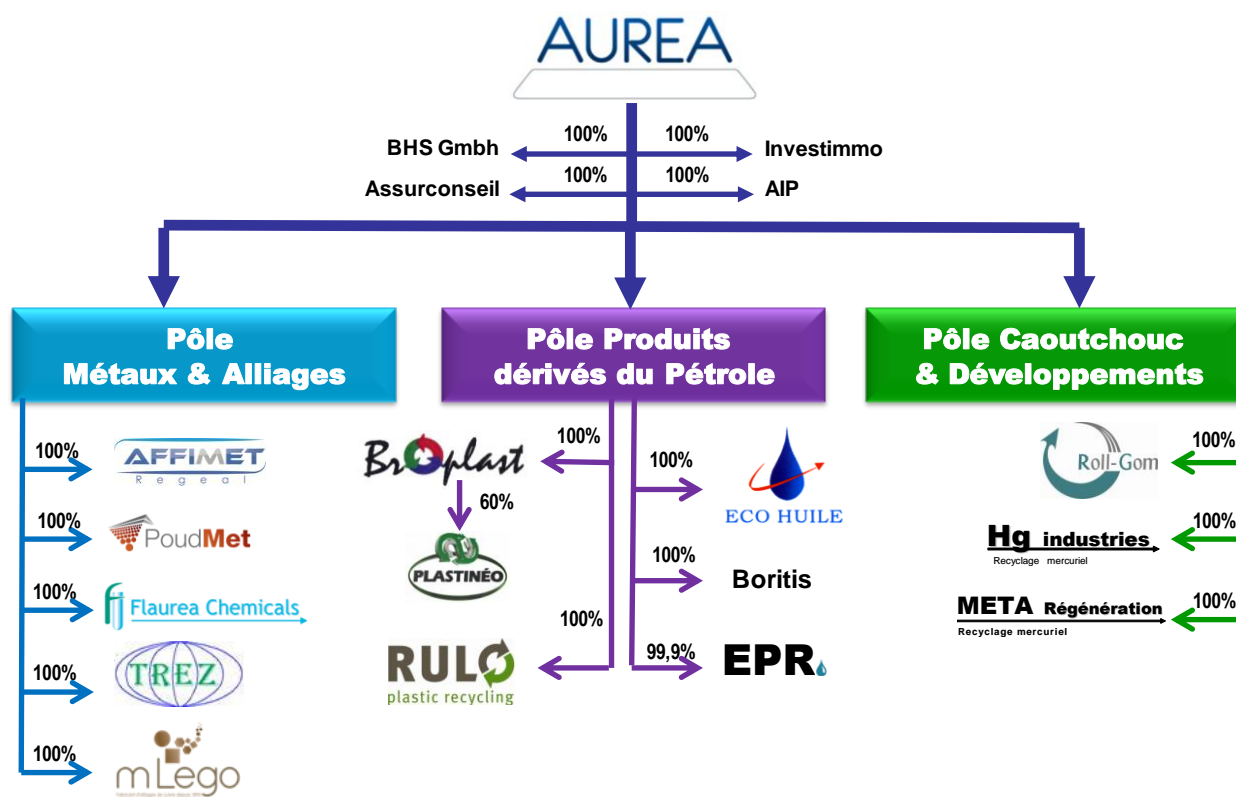 AUREA
100% 100%
BHS Gmbh Investimmo
100% 100%
Assurconseil AIP
Pôle
Métaux & Alliages
Pôle Produits
dérivés du Pétrole
Pôle Caoutchouc
& Développements
100%
AFFIMET
Regeal
100%
PoudMet
100%
Flaurea Chemicals
100%
TREZ
100%
mLego
Broplast
100%
60%
PLASTINÉO
100%
RULO
plastic recycling
100%
ECO HUILE
100%
Boritis
99,9%
EPR
Roll-Gom
100%
Hg industries
Recyclage mercuriel
100%
META Régénération
Recyclage mercuriel
100%